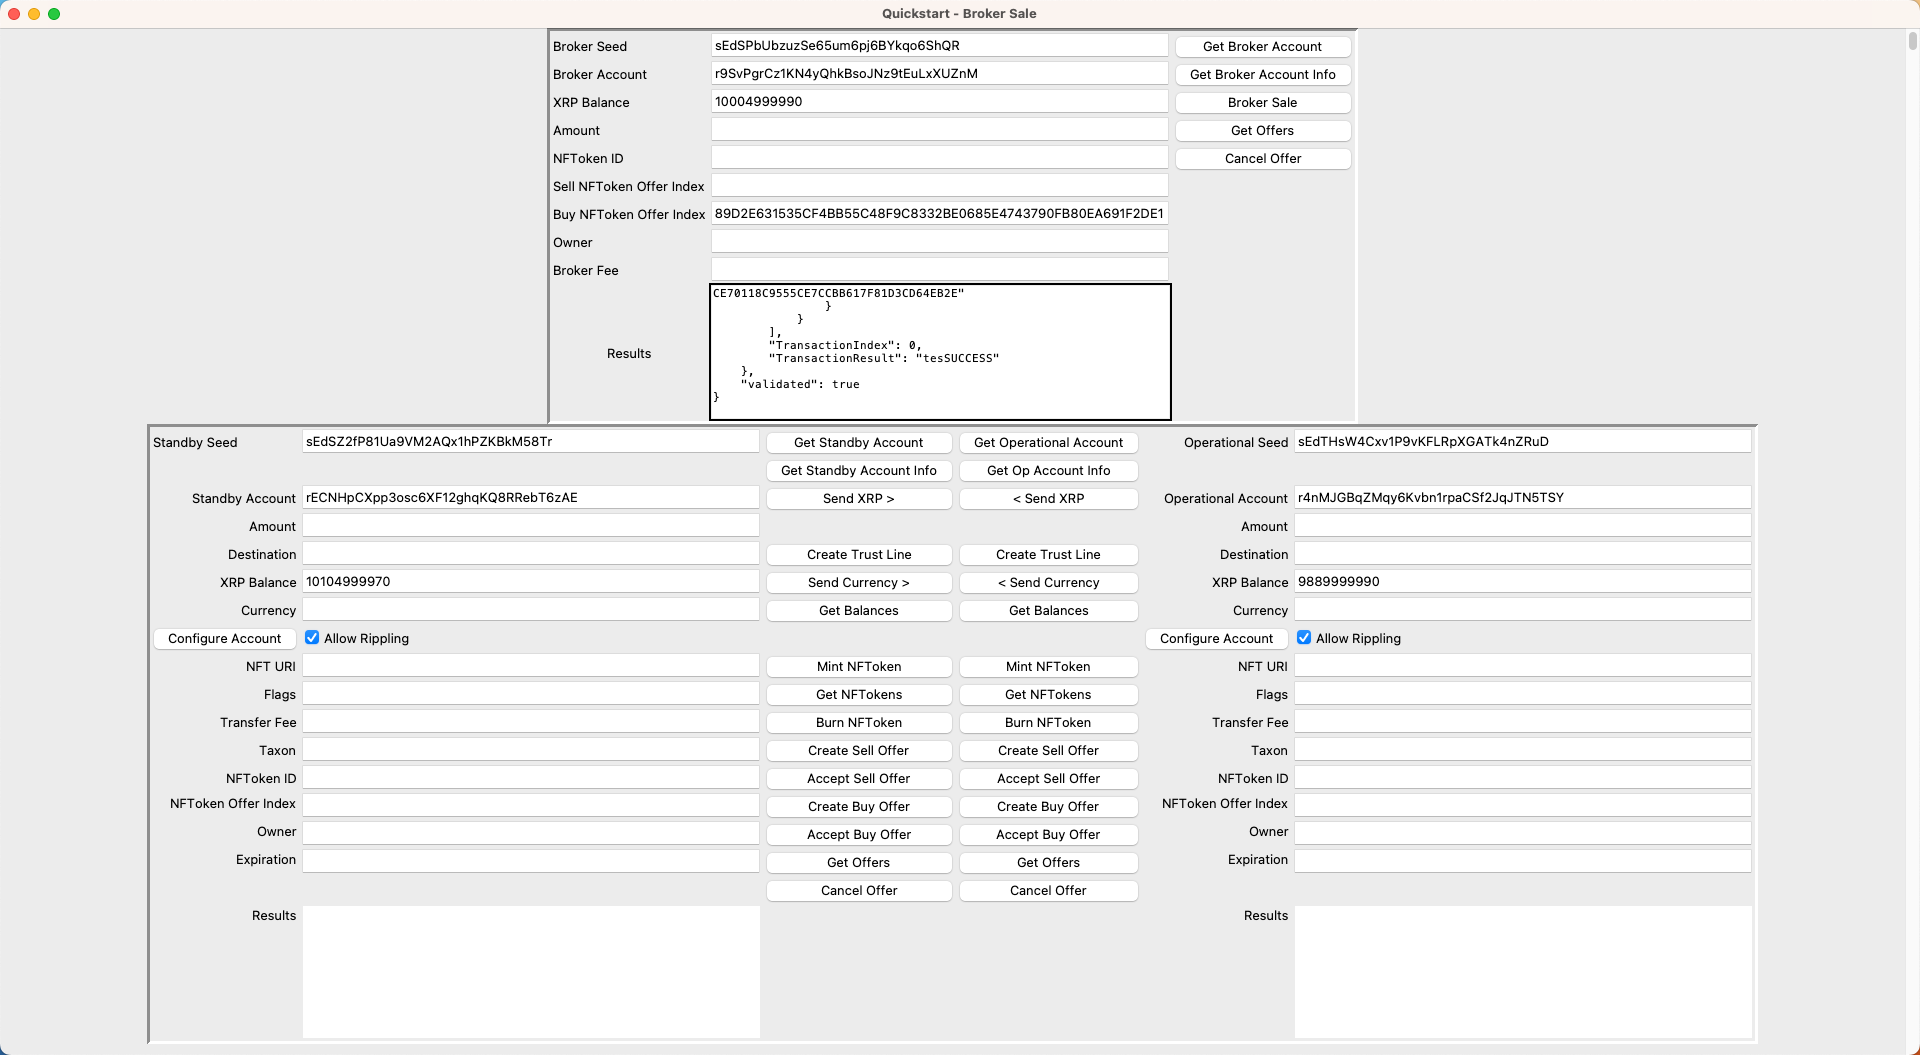 Quickstart - Broker Sale
Broker Seed sEdSPbUbzuzSe65um6pj6BYkqo6ShQR Get Broker Account
Broker Account r9SvPgrCz1KN4yQhkBsoJNz9tEuLxXUZnM Get Broker Account Info
XRP Balance 10004999990 Broker Sale
Amount Get Offers
NFToken ID Cancel Offer
Sell NFToken Offer Index
Buy NFToken Offer Index 89D2E631535CF4BB55C48F9C8332BE0685E4743790FB80EA691F2DE1
Owner
Broker Fee
Results
CE70118C9555CE7CCBB617F81D3CD64EB2E"
}
}
],
"TransactionIndex": 0,
"TransactionResult": "tesSUCCESS"
},
"validated": true
}
Standby Seed sEdSZ2fP81Ua9VM2AQx1hPZKBkM58Tr Get Standby Account Get Operational Account Operational Seed sEdTHsW4Cxv1P9vKFLRpXGATk4nZRuD
Get Standby Account Info Get Op Account Info
Standby Account rECNHpCXpp3osc6XF12ghqKQ8RRebT6zAE Send XRP > < Send XRP Operational Account r4nMJGBqZMqy6Kvbn1rpaCSf2JqJTN5TSY
Amount Amount
Destination Create Trust Line Create Trust Line Destination
XRP Balance 10104999970 Send Currency > < Send Currency XRP Balance 9889999990
Currency Get Balances Get Balances Currency
Configure Account Allow Rippling Configure Account Allow Rippling
NFT URI Mint NFToken Mint NFToken NFT URI
Flags Get NFTokens Get NFTokens Flags
Transfer Fee Burn NFToken Burn NFToken Transfer Fee
Taxon Create Sell Offer Create Sell Offer Taxon
NFToken ID Accept Sell Offer Accept Sell Offer NFToken ID
NFToken Offer Index Create Buy Offer Create Buy Offer NFToken Offer Index
Owner Accept Buy Offer Accept Buy Offer Owner
Expiration Get Offers Get Offers Expiration
Cancel Offer Cancel Offer
Results Results